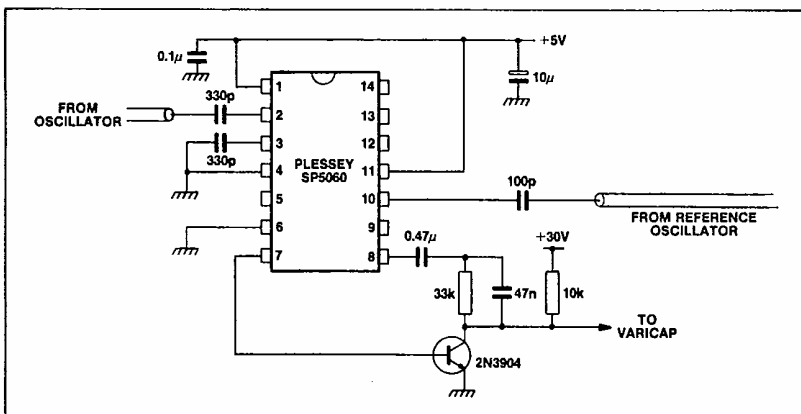 +5V
0.1μ
10μ
1
14
330p
FROM
OSCILLATOR
2
13
3
12
330p
PLESSEY
SP5060
4
11
5
10
100p
FROM REFERENCE
OSCILLATOR
6
9
0.47μ
+30V
7
8
33k
47n
10k
TO
VARICAP
2N3904